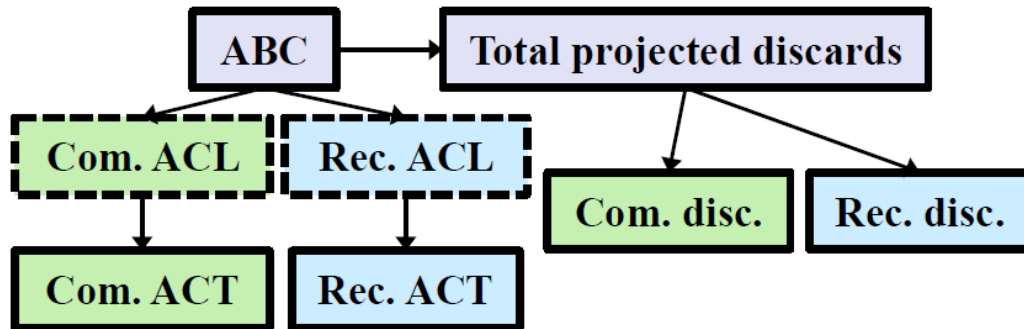 ABC
Total projected discards
Com. ACL
Rec. ACL
Com. disc.
Rec. disc.
Com. ACT
Rec. ACT